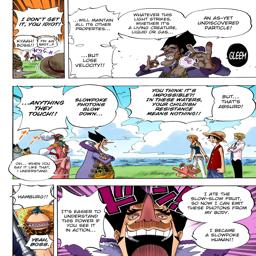 I DON'T GET
IT, YOU IDIOT!
KYAAH!
BOSS!!
I'M AN
IDIOT...?
...WILL MAINTAIN
ALL ITS OTHER
PROPERTIES...
...BUT
LOSE
VELOCITY!!
WHATEVER THIS
LIGHT STRIKES,
WHETHER IT'S
A LIVING CREATURE,
LIQUID OR GAS...
AN AS-YET
UNDISCOVERED
PARTICLE!
GLEEM
...ANYTHING
THEY
TOUCH!!
OH... WHEN YOU
SAY IT LIKE THAT,
I UNDERSTAND.
SLOWPOKE
PHOTONS
SLOW
DOWN...
YOU THINK IT'S
IMPOSSIBLE?!
IN THESE WATERS,
YOUR CHILDISH
RESISTANCE
MEANS NOTHING!!
BUT...
THAT'S
ABSURD!
HAMBURG!!
YEAH,
BOSS.
IT'S EASIER TO
UNDERSTAND THIS
POWER IF YOU
SEE IT IN
ACTION...
I ATE THE
SLOW-SLOW FRUIT,
SO NOW I CAN EMIT
THESE PHOTONS FROM
MY BODY.
I BECAME
A SLOWPOKE
HUMAN!!